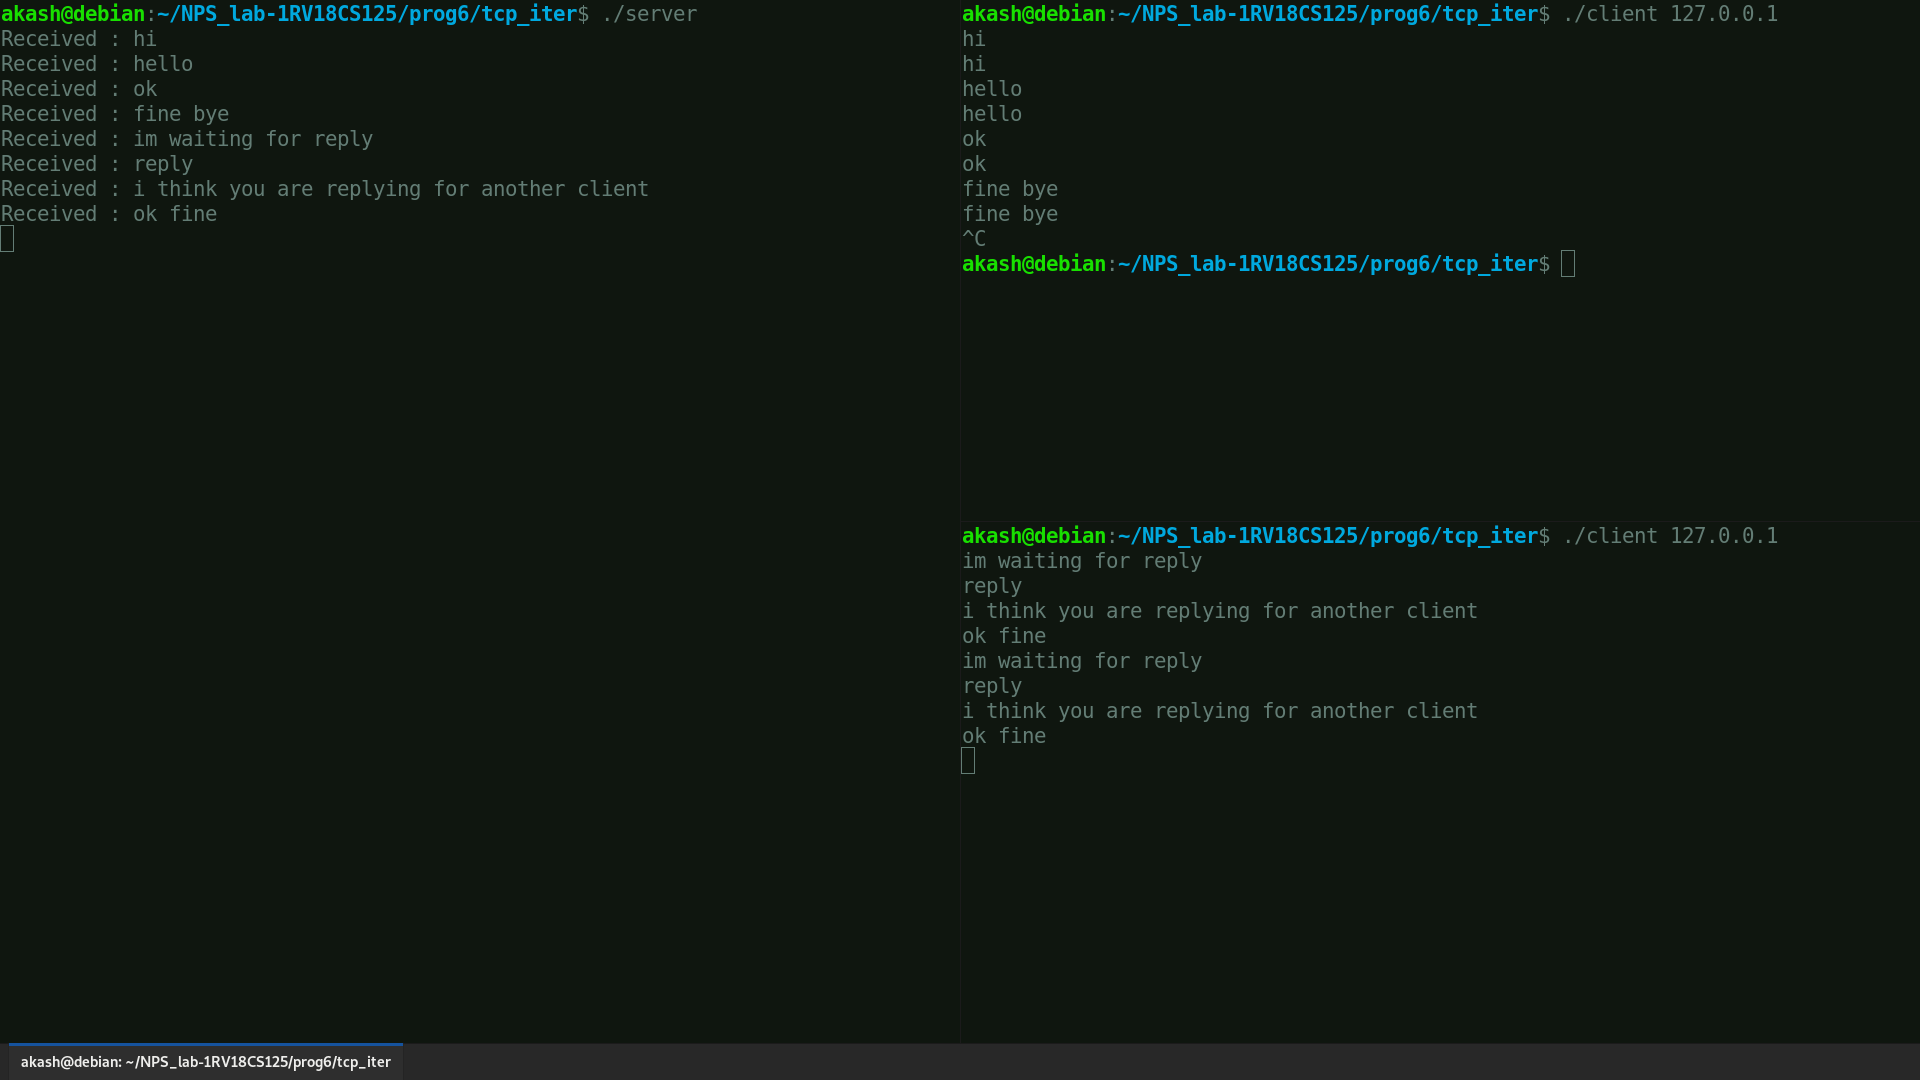 akash@debian:~/NPS_lab-1RV18CS125/prog6/tcp_iter$ ./server
Received : hi
Received : hello
Received : ok
Received : fine bye
Received : im waiting for reply
Received : reply
Received : i think you are replying for another client
Received : ok fine
akash@debian:~/NPS_lab-1RV18CS125/prog6/tcp_iter$ ./client 127.0.0.1
hi
hi
hello
hello
ok
ok
fine bye
fine bye
^C
akash@debian:~/NPS_lab-1RV18CS125/prog6/tcp_iter$
akash@debian:~/NPS_lab-1RV18CS125/prog6/tcp_iter$ ./client 127.0.0.1
im waiting for reply
reply
i think you are replying for another client
ok fine
im waiting for reply
reply
i think you are replying for another client
ok fine
akash@debian: ~/NPS_lab-1RV18CS125/prog6/tcp_iter